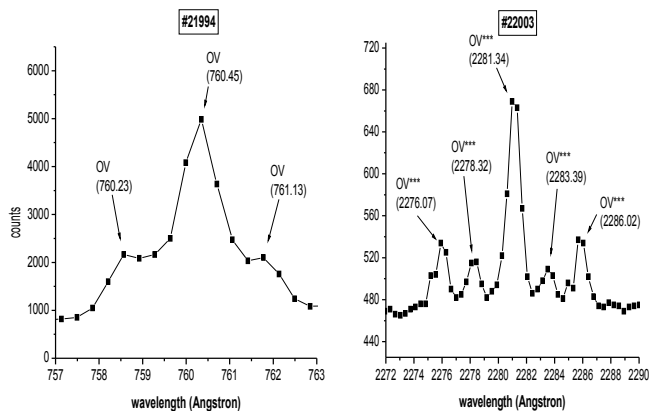 #21994
OV
(760.45)
OV
(760.23)
OV
(761.13)
counts
6000
5000
4000
3000
2000
1000
0
757 758 759 760 761 762 763
wavelength (Angstron)
#22003
OV***
(2281.34)
OV***
(2278.32)
OV***
(2283.39)
OV***
(2276.07)
OV***
(2286.02)
720
680
640
600
560
520
480
440
2272 2274 2276 2278 2280 2282 2284 2286 2288 2290
wavelength (Angstron)